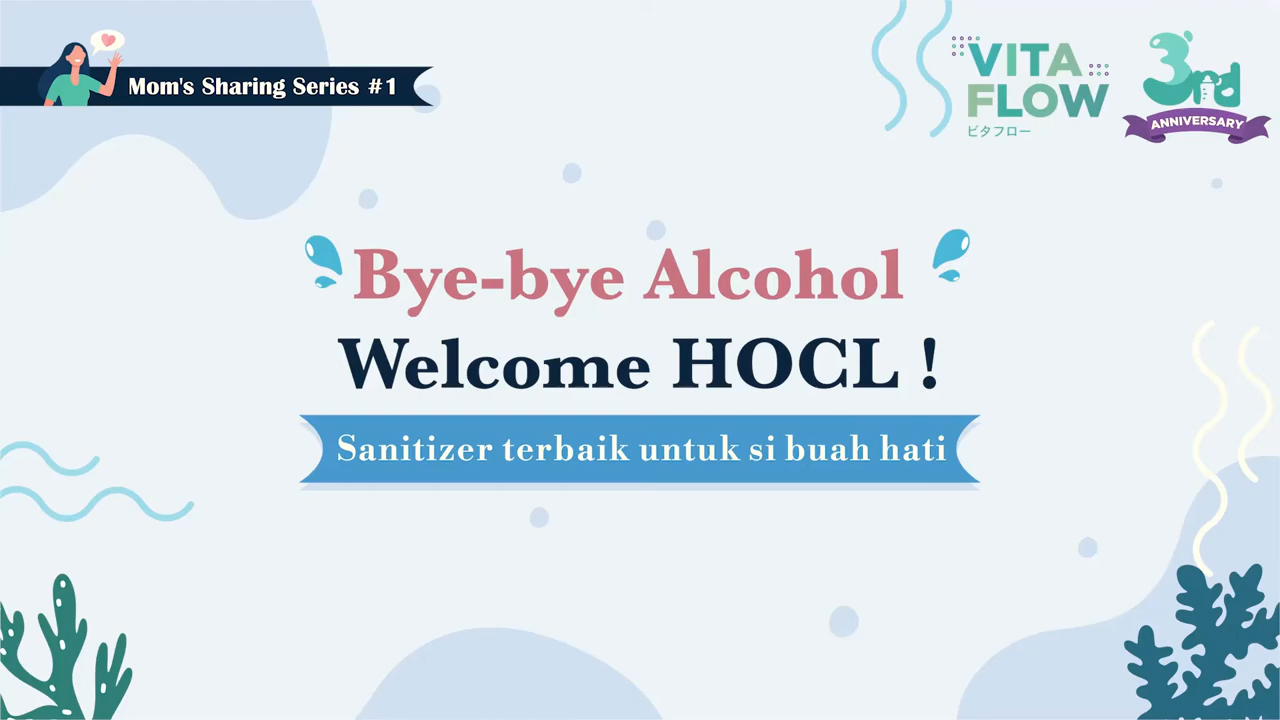 Mom's Sharing Series #1
VITA
FLOW
ビタフロー
3rd
ANNIVERSARY
Bye-bye Alcohol
Welcome HOCL !
Sanitizer terbaik untuk si buah hati